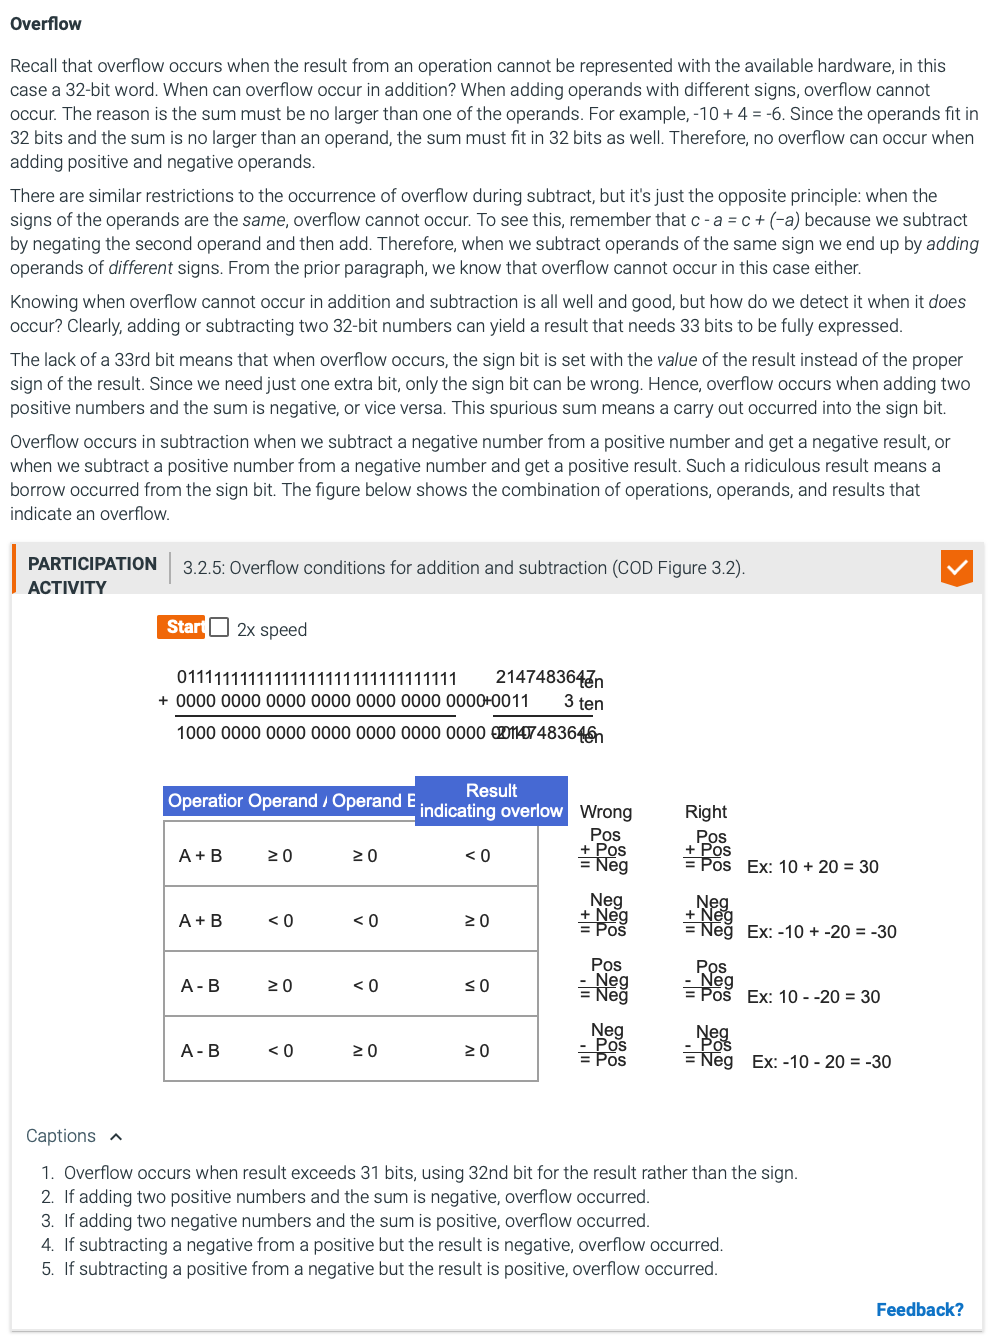 Overflow
Recall that overflow occurs when the result from an operation cannot be represented with the available hardware, in this
case a 32-bit word. When can overflow occur in addition? When adding operands with different signs, overflow cannot
occur. The reason is the sum must be no larger than one of the operands. For example, -10 + 4 = -6. Since the operands fit in
32 bits and the sum is no larger than an operand, the sum must fit in 32 bits as well. Therefore, no overflow can occur when
adding positive and negative operands.
There are similar restrictions to the occurrence of overflow during subtract, but it's just the opposite principle: when the
signs of the operands are the same, overflow cannot occur. To see this, remember that c - a = c + (−a) because we subtract
by negating the second operand and then add. Therefore, when we subtract operands of the same sign we end up by adding
operands of different signs. From the prior paragraph, we know that overflow cannot occur in this case either.
Knowing when overflow cannot occur in addition and subtraction is all well and good, but how do we detect it when it does
occur? Clearly, adding or subtracting two 32-bit numbers can yield a result that needs 33 bits to be fully expressed.
The lack of a 33rd bit means that when overflow occurs, the sign bit is set with the value of the result instead of the proper
sign of the result. Since we need just one extra bit, only the sign bit can be wrong. Hence, overflow occurs when adding two
positive numbers and the sum is negative, or vice versa. This spurious sum means a carry out occurred into the sign bit.
Overflow occurs in subtraction when we subtract a negative number from a positive number and get a negative result, or
when we subtract a positive number from a negative number and get a positive result. Such a ridiculous result means a
borrow occurred from the sign bit. The figure below shows the combination of operations, operands, and results that
indicate an overflow.
PARTICIPATION
ACTIVITY
3.2.5: Overflow conditions for addition and subtraction (COD Figure 3.2).
Start 2x speed
01111111111111111111111111111111 2147483647 ten
+ 0000 0000 0000 0000 0000 0000 0000 0011 + 3 ten
1000 0000 0000 0000 0000 0000 0000 0010 -2147483646 ten
Operation Operand A Operand B Result
indicating overlow
Wrong Right
A + B ≥ 0 ≥ 0 < 0
Pos
+ Pos
= Neg
Pos
+ Pos
= Pos Ex: 10 + 20 = 30
A + B < 0 < 0 ≥ 0
Neg
+ Neg
= Pos
Neg
+ Neg
= Neg Ex: -10 + -20 = -30
A - B ≥ 0 < 0 ≤ 0
Pos
- Neg
= Neg
Pos
- Neg
= Pos Ex: 10 - -20 = 30
A - B < 0 ≥ 0 ≥ 0
Neg
- Pos
= Pos
Neg
- Pos
= Neg Ex: -10 - 20 = -30
Captions
1. Overflow occurs when result exceeds 31 bits, using 32nd bit for the result rather than the sign.
2. If adding two positive numbers and the sum is negative, overflow occurred.
3. If adding two negative numbers and the sum is positive, overflow occurred.
4. If subtracting a negative from a positive but the result is negative, overflow occurred.
5. If subtracting a positive from a negative but the result is positive, overflow occurred.
Feedback?